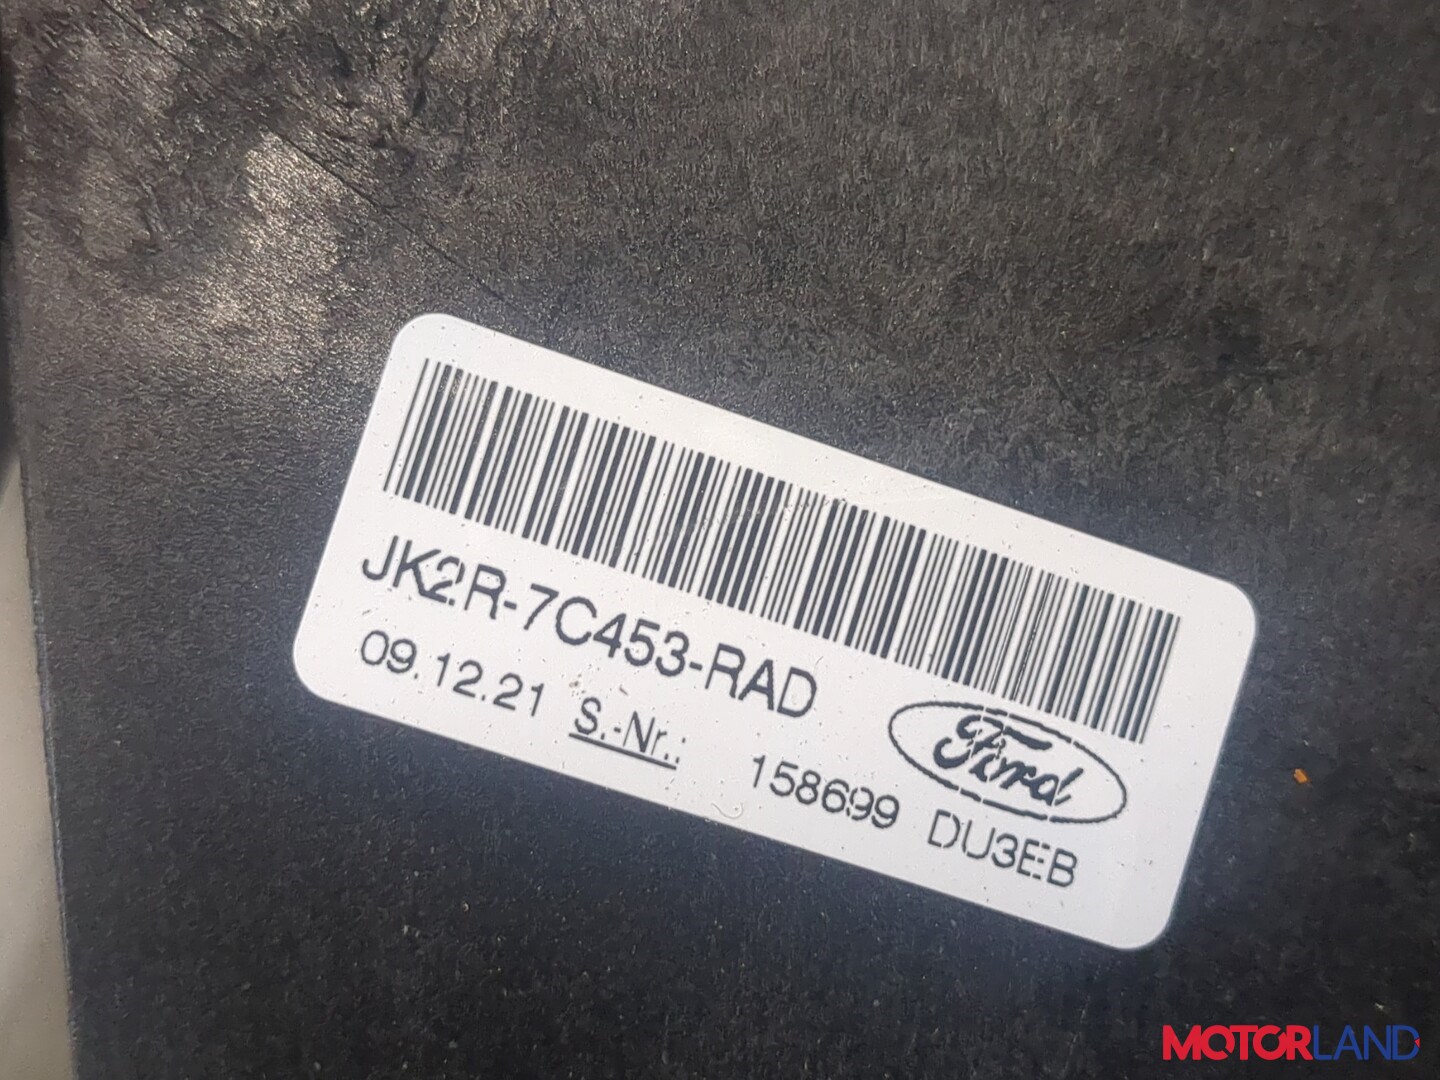 JK2R-7C453-RAD
09.12.21 S.-Nr.: 158699 DU3EB
Ford
MOTORLAND